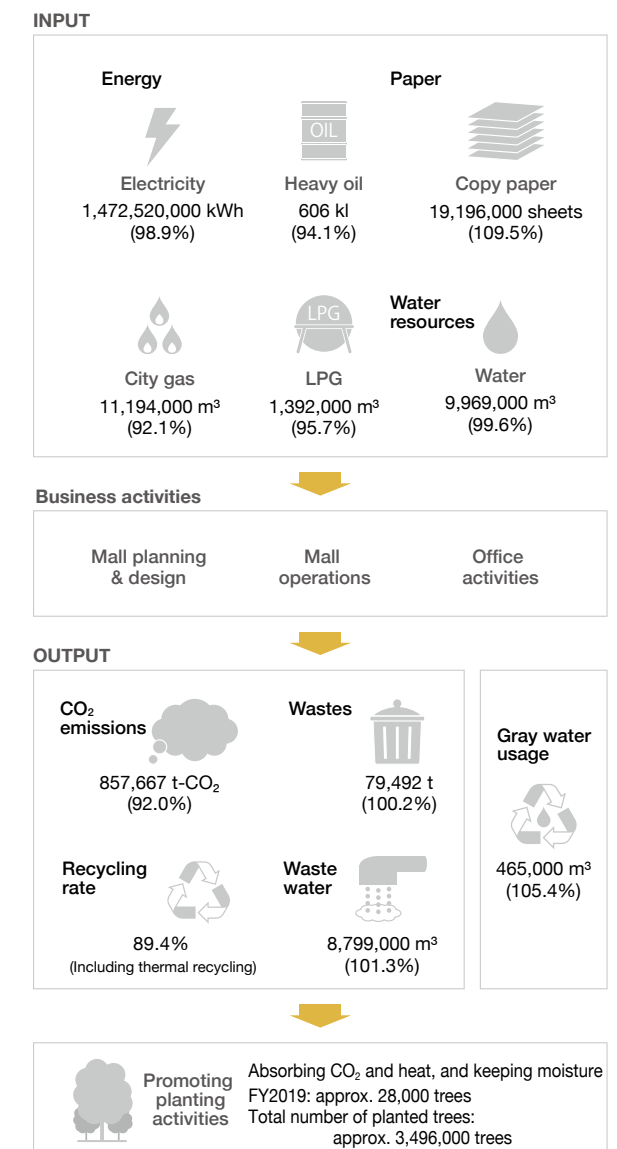 INPUT
Energy
Paper
OIL
Electricity
Heavy oil
Copy paper
1,472,520,000 kWh
606 kl
19,196,000 sheets
(98.9%)
(94.1%)
(109.5%)
LPG
Water
resources
City gas
LPG
Water
11,194,000 m³
1,392,000 m³
9,969,000 m³
(92.1%)
(95.7%)
(99.6%)
Business activities
Mall planning
& design
Mall
operations
Office
activities
OUTPUT
CO₂
emissions
857,667 t-CO₂
(92.0%)
Wastes
79,492 t
(100.2%)
Recycling
rate
89.4%
(Including thermal recycling)
Waste
water
8,799,000 m³
(101.3%)
Gray water
usage
465,000 m³
(105.4%)
Promoting
planting
activities
Absorbing CO₂ and heat, and keeping moisture
FY2019: approx. 28,000 trees
Total number of planted trees:
approx. 3,496,000 trees